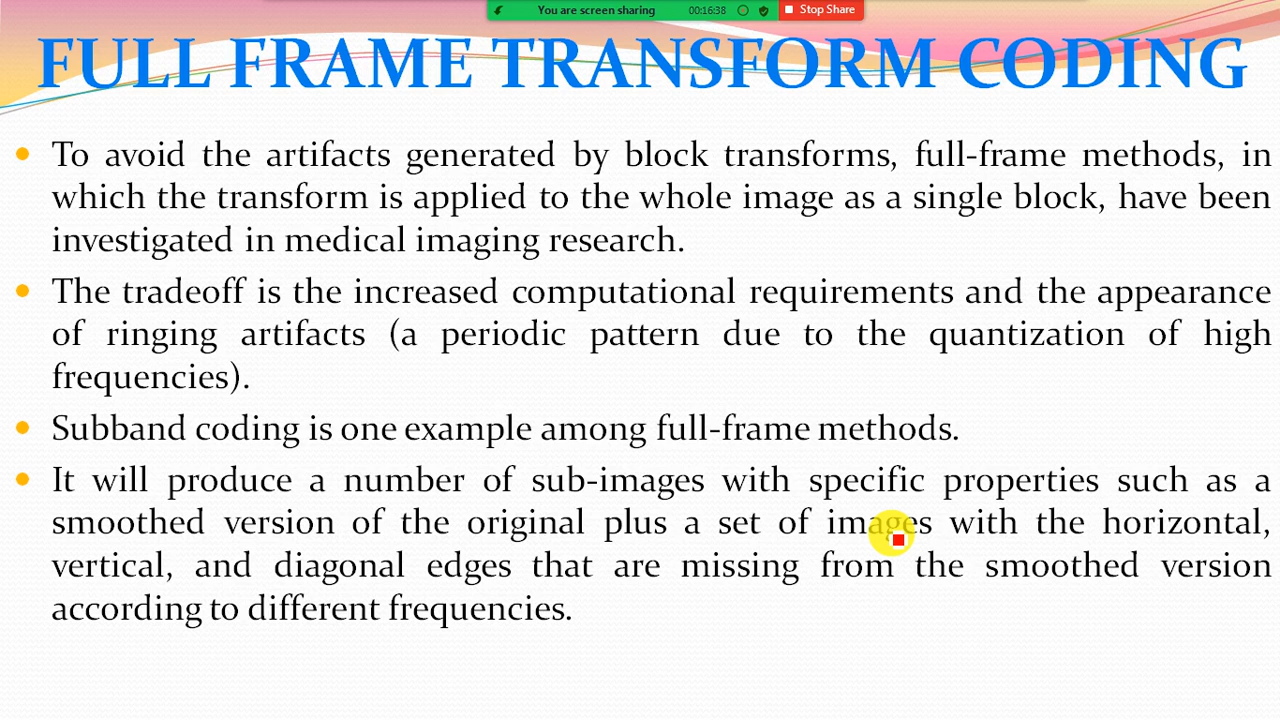 You are screen sharing 00:16:38 Stop Share
FULL FRAME TRANSFORM CODING
To avoid the artifacts generated by block transforms, full-frame methods, in
which the transform is applied to the whole image as a single block, have been
investigated in medical imaging research.
The tradeoff is the increased computational requirements and the appearance
of ringing artifacts (a periodic pattern due to the quantization of high
frequencies).
Subband coding is one example among full-frame methods.
It will produce a number of sub-images with specific properties such as a
smoothed version of the original plus a set of images with the horizontal,
vertical, and diagonal edges that are missing from the smoothed version
according to different frequencies.